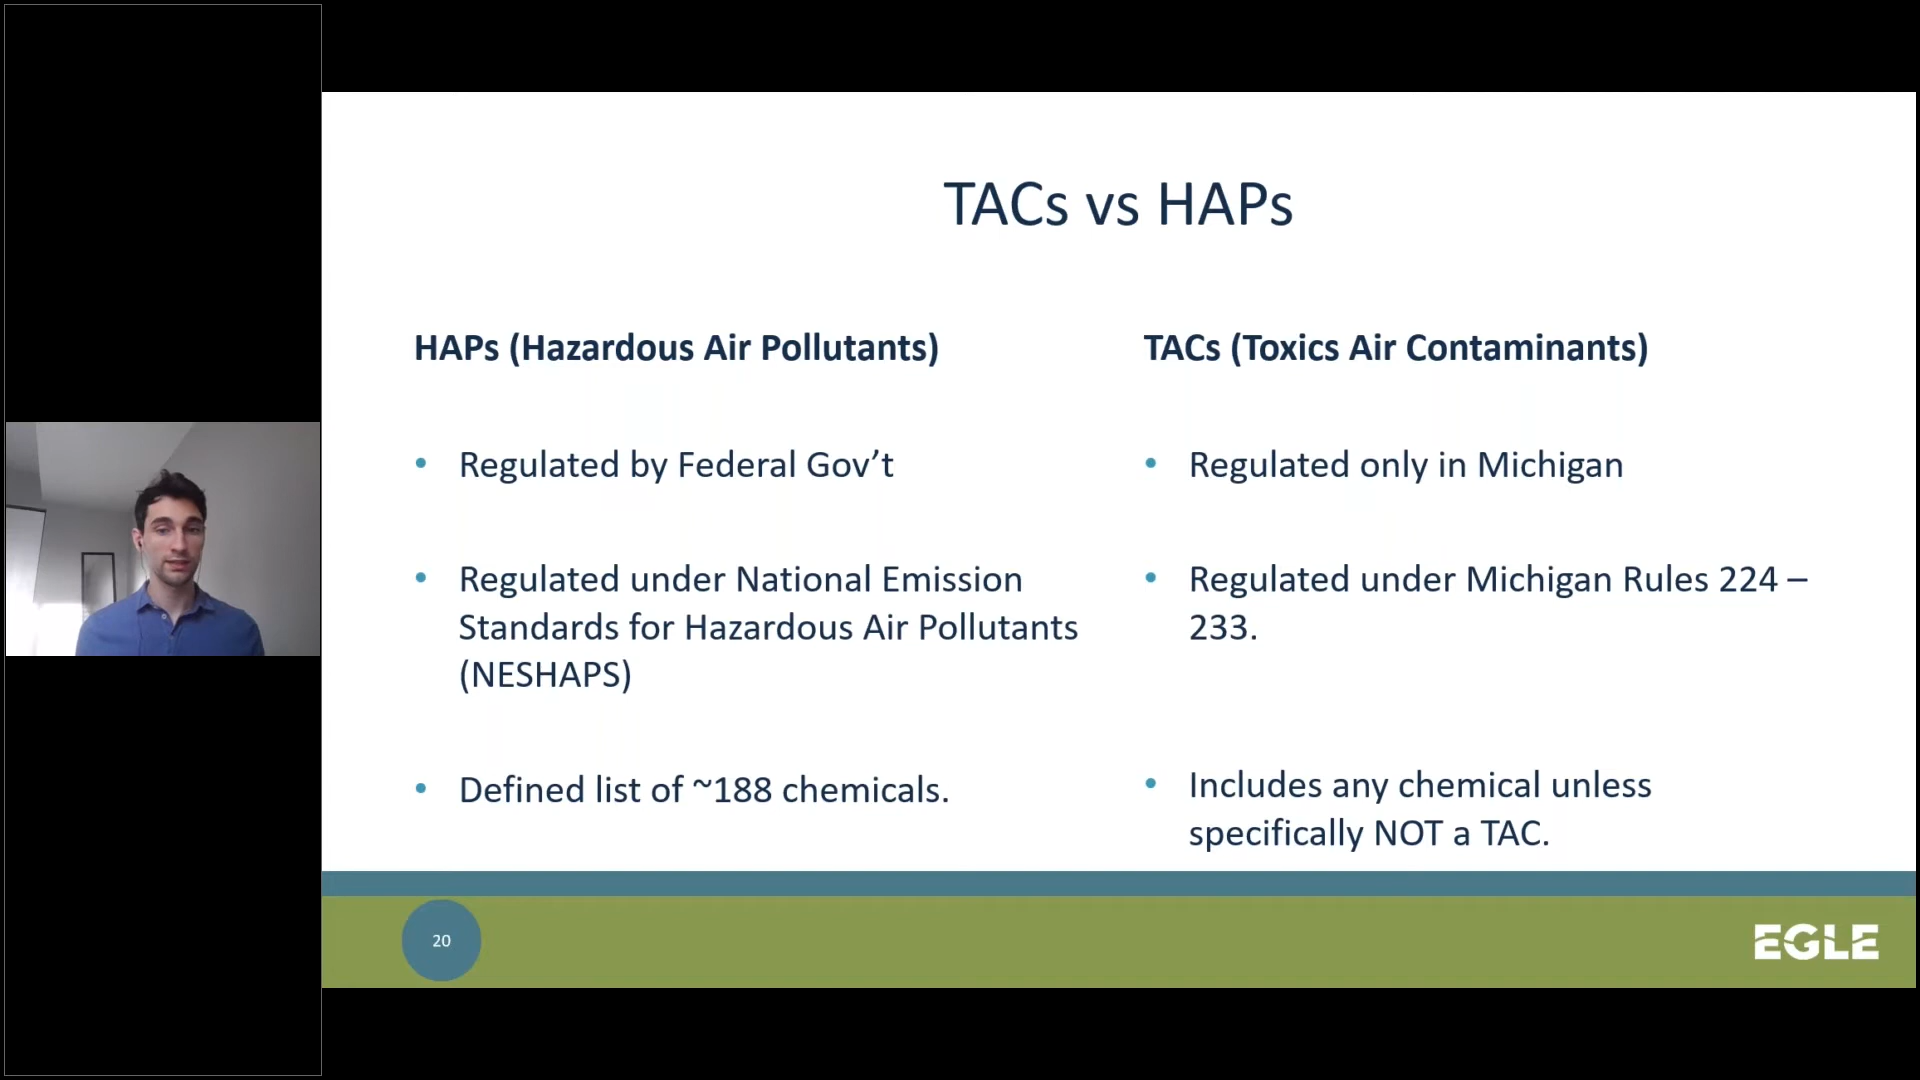 TACs vs HAPs
HAPs (Hazardous Air Pollutants)
• Regulated by Federal Gov’t
• Regulated under National Emission
Standards for Hazardous Air Pollutants
(NESHAPS)
• Defined list of ~188 chemicals.
TACs (Toxics Air Contaminants)
• Regulated only in Michigan
• Regulated under Michigan Rules 224 –
233.
• Includes any chemical unless
specifically NOT a TAC.
20
EGLE